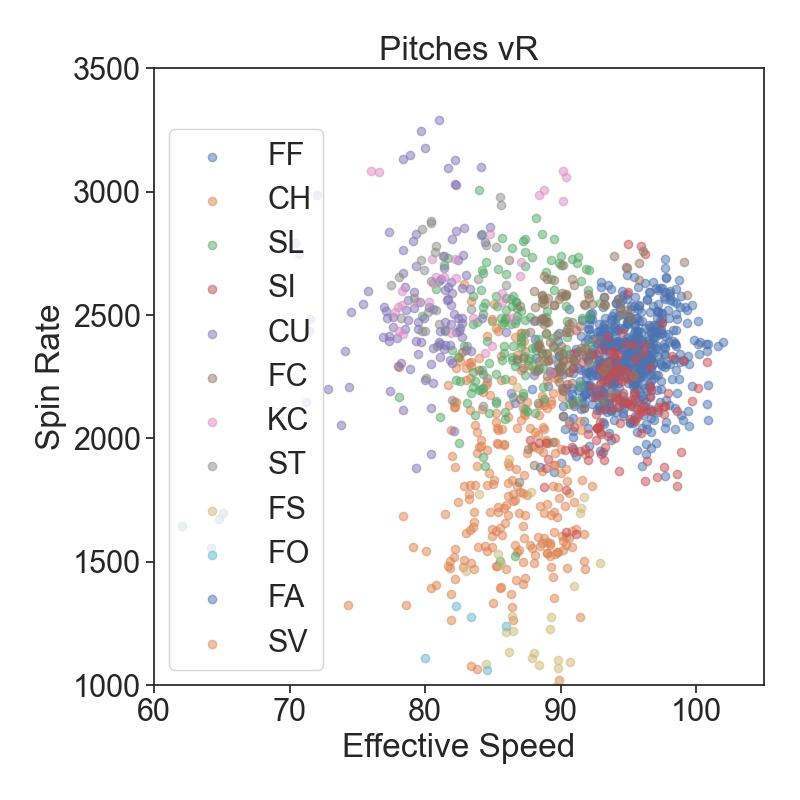 Pitches vR
3500
3000
2500
2000
1500
1000
Spin Rate
FF
CH
SL
SI
CU
FC
KC
ST
FS
FO
FA
SV
60 70 80 90 100
Effective Speed